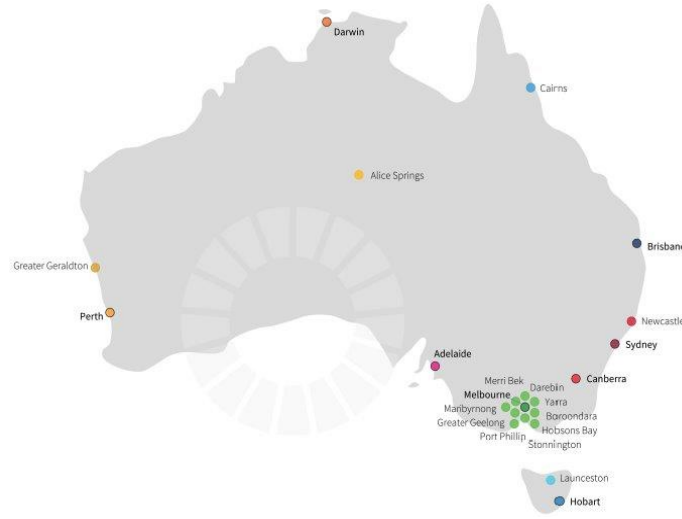 Darwin
Cairns
Alice Springs
Brisbane
Greater Geraldton
Perth
Newcastle
Sydney
Adelaide
Canberra
Merri Bek
Darebin
Melbourne
Yarra
Maribyrnong
Boroondara
Greater Geelong
Hobsons Bay
Port Phillip
Stonnington
Launceston
Hobart